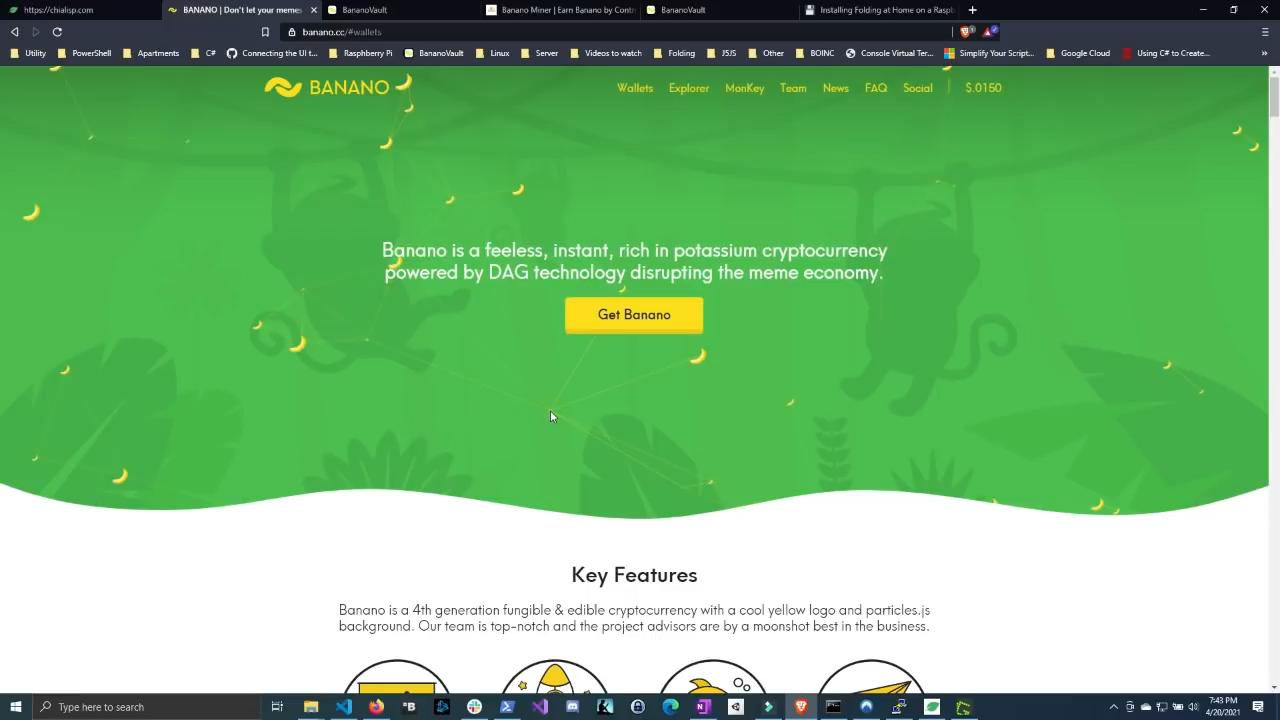 https://chialisp.com
BANANO | Don't let your meme
BananoVault
Banano Miner | Earn Banano by Contr
BananoVault
Installing Folding at Home on a Raspb
banano.cc/#wallets
Utility
PowerShell
Apartments
C#
Connecting the UI t...
Raspberry Pi
BananoVault
Linux
Server
Videos to watch
Folding
JSJS
Other
BOINC
Console Virtual Ter...
Simplify Your Script...
Google Cloud
Using C# to Create...
BANANO
Wallets
Explorer
MonKey
Team
News
FAQ
Social
$.0150
Banano is a feeless, instant, rich in potassium cryptocurrency
powered by DAG technology disrupting the meme economy.
Get Banano
Key Features
Banano is a 4th generation fungible & edible cryptocurrency with a cool yellow logo and particles.js
background. Our team is top-notch and the project advisors are by a moonshot best in the business.
Type here to search
7:43 PM
4/20/2021